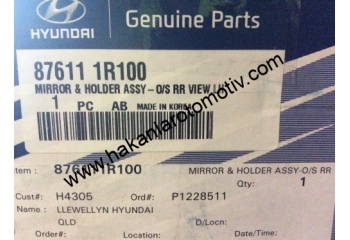 HYUNDAI
Genuine Parts
87611 1R100
MIRROR & HOLDER ASSY-O/S RR VIEW
1 PC AB MADE IN KOREA
www.hakanlarotomotiv.com
Item: 87611 1R100 MIRROR & HOLDER ASSY-O/S RR
Qty: 1
Cust#: H4305 Ord#: P1228511
Name: LLEWELLYN HYUNDAI
QLD D/Locn:
Order#: Location: Date/Time: